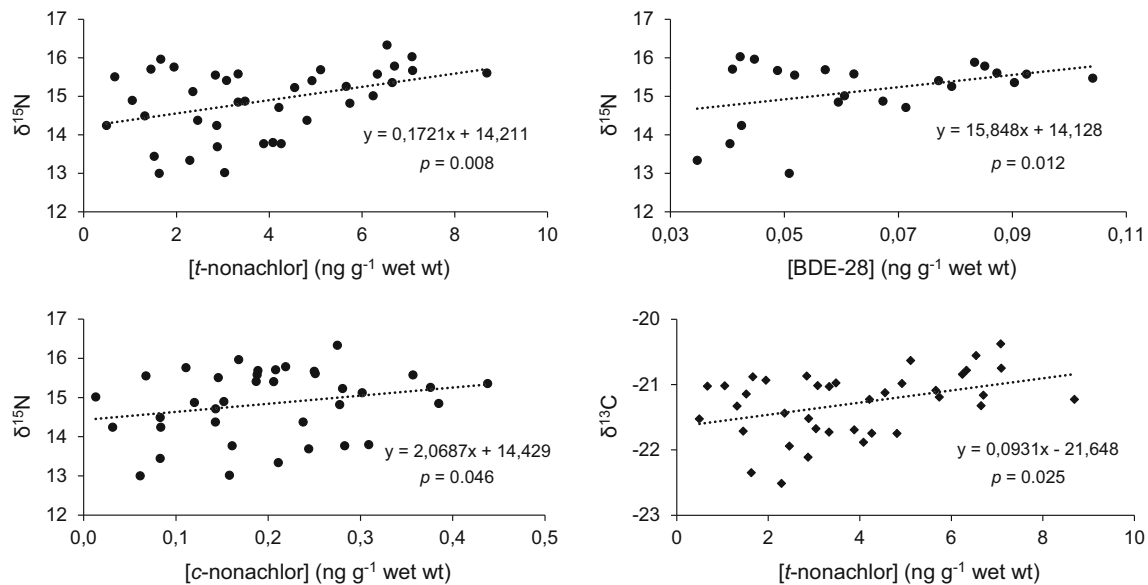 17
16
15
14
13
12
δ¹⁵N
0 2 4 6 8 10
[t-nonachlor] (ng g⁻¹ wet wt)
y = 0,1721x + 14,211
p = 0.008
17
16
15
14
13
12
δ¹⁵N
0,03 0,05 0,07 0,09 0,11
[BDE-28] (ng g⁻¹ wet wt)
y = 15,848x + 14,128
p = 0.012
17
16
15
14
13
12
δ¹⁵N
0,0 0,1 0,2 0,3 0,4 0,5
[c-nonachlor] (ng g⁻¹ wet wt)
y = 2,0687x + 14,429
p = 0.046
-20
-21
-22
-23
δ¹³C
0 2 4 6 8 10
[t-nonachlor] (ng g⁻¹ wet wt)
y = 0,0931x - 21,648
p = 0.025